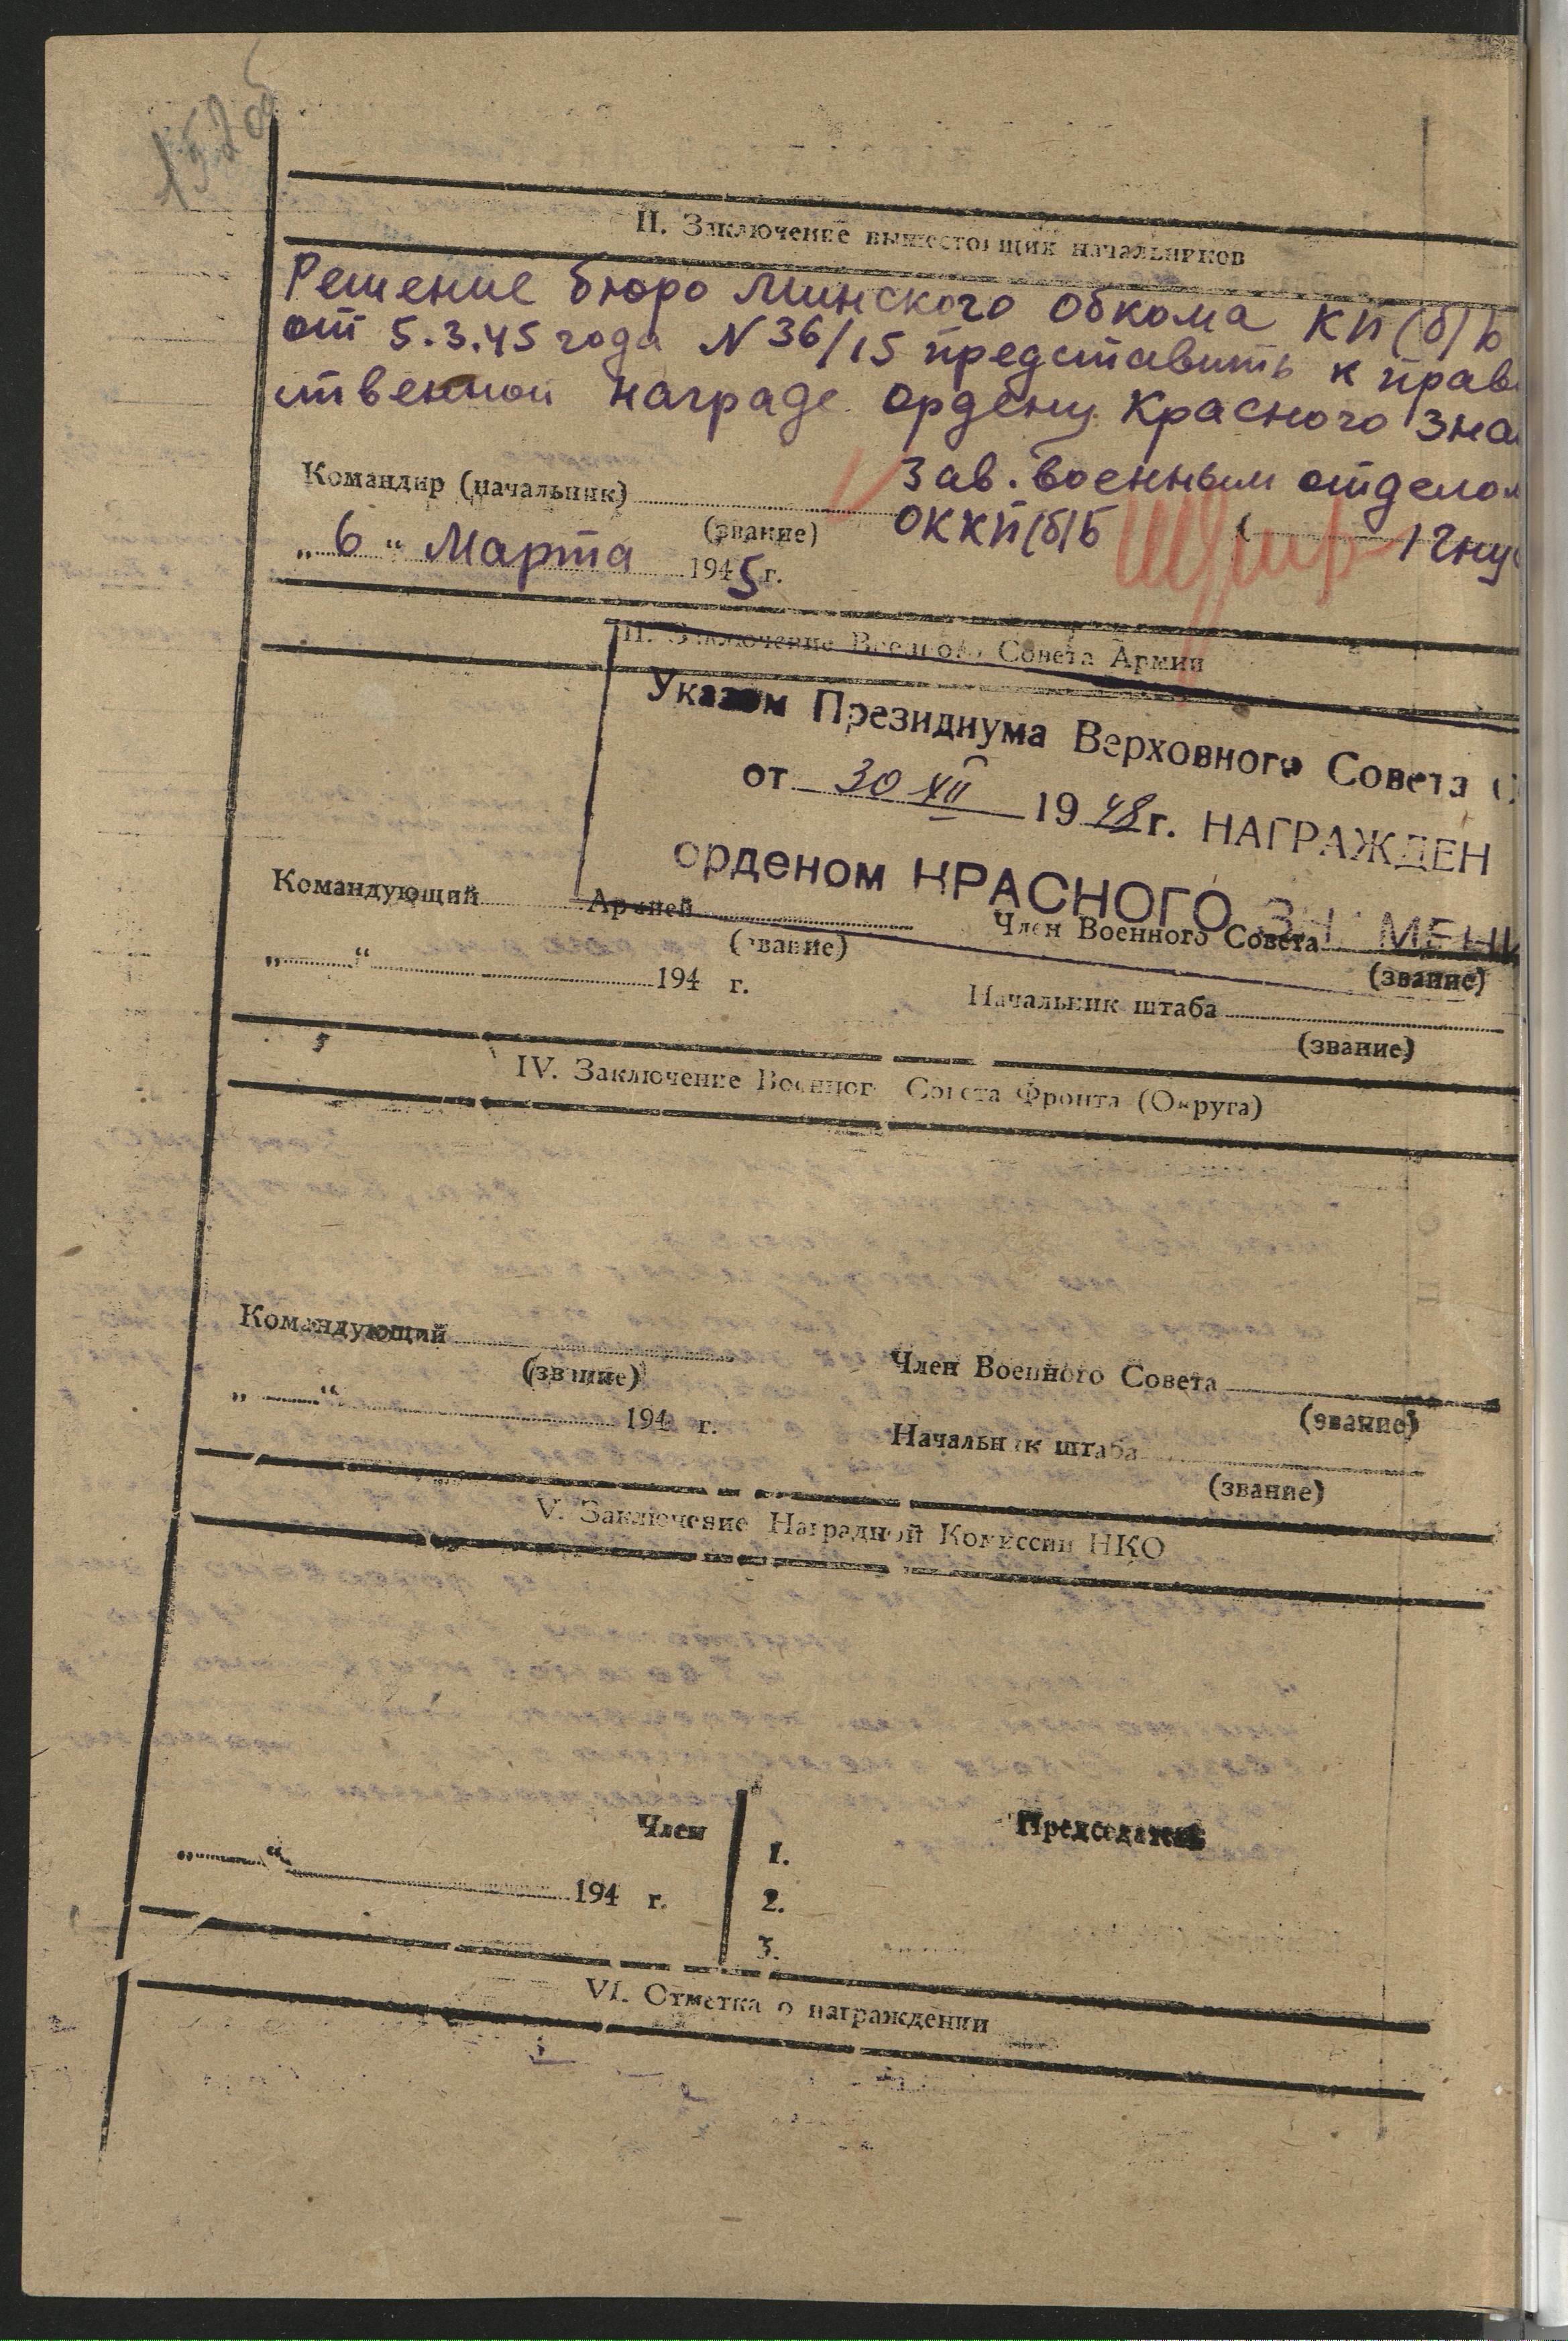 152об
II. Заключение вышестоящих начальников
Решение бюро Минского обкома КП(б)Б
от 5.3.45 года N 36/15 представить к прави
ственной награде ордену Красного Зна
Зав. военным отделом
Командир (начальник)
ОККП(б)Б
(звание)
„ 6 “ Марта 1945 г.
II. Заключение Военного Совета Армии
Указом Президиума Верховного Совета С
от 30 XII 1948 г. НАГРАЖДЕН
орденом КРАСНОГО ЗНАМЕНИ
Командующий Армией
Член Военного Совета
(звание)
(звание)
„ “ 194 г.
Начальник штаба
(звание)
IV. Заключение Военного Совета Фронта (Округа)
Командующий
Член Военного Совета
(звание)
(звание)
„ “ 194 г.
Начальник штаба
(звание)
V. Заключение Наградной Комиссии НКО
Член
Председатель
1.
„ “ 194 г.
2.
3.
VI. Отметка о награждении